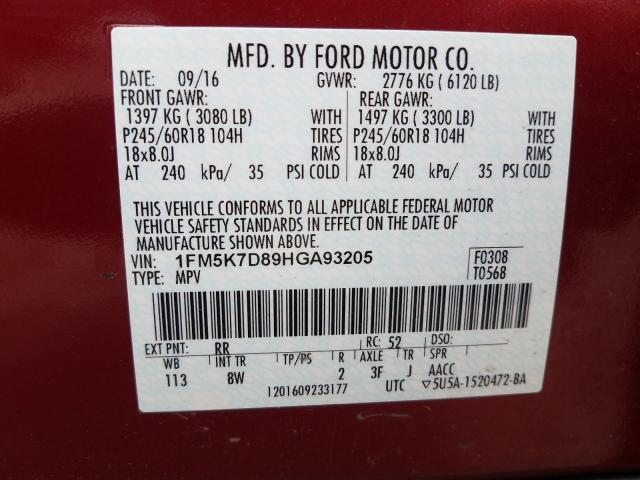 MFD. BY FORD MOTOR CO.
DATE: 09/16 GVWR: 2776 KG ( 6120 LB)
FRONT GAWR: REAR GAWR:
1397 KG ( 3080 LB) WITH 1497 KG ( 3300 LB) WITH
P245/60R18 104H TIRES P245/60R18 104H TIRES
18x8.0J RIMS 18x8.0J RIMS
AT 240 kPa/ 35 PSI COLD AT 240 kPa/ 35 PSI COLD
THIS VEHICLE CONFORMS TO ALL APPLICABLE FEDERAL MOTOR
VEHICLE SAFETY STANDARDS IN EFFECT ON THE DATE OF
MANUFACTURE SHOWN ABOVE.
VIN: 1FM5K7D89HGA93205 F0308
TYPE: MPV T0568
EXT PNT: RR RC: 52 DSO:
WB INT TR TP/PS R AXLE TR SPR
113 8W 2 3F J AACC
1201609233177 UTC ▽5U5A-1520472-BA